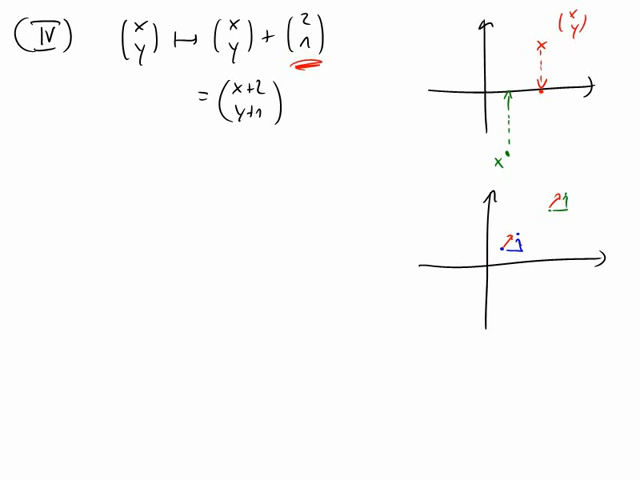 (IV) (x y) ↦ (x y) + (2 1)
= (x+2 y+1)
(x y)
x
x